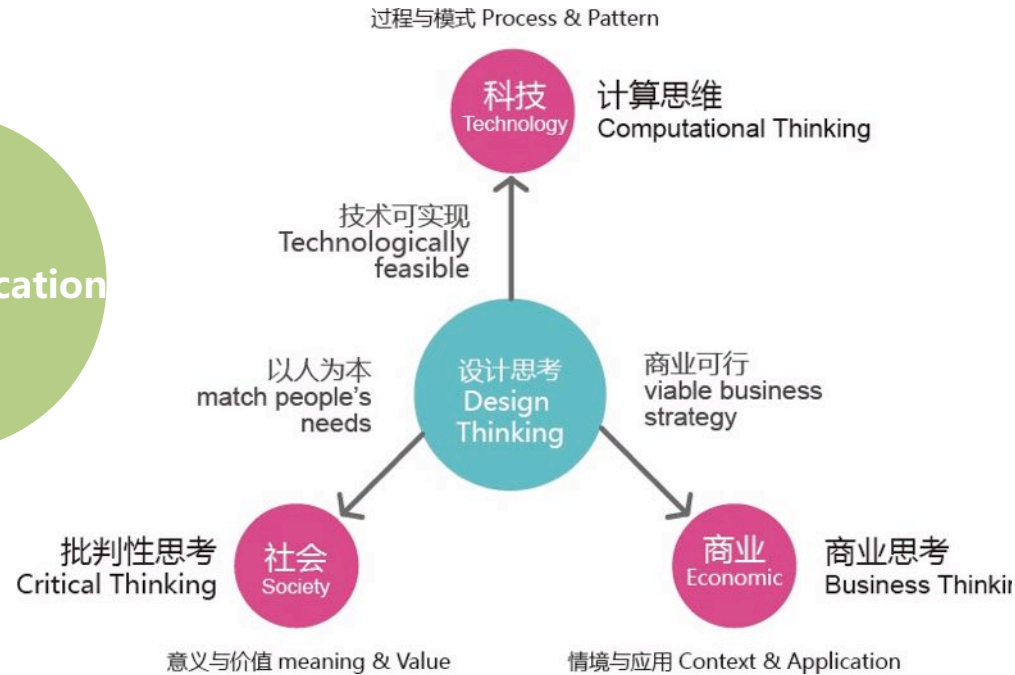 过程与模式 Process & Pattern
科技
Technology
计算思维
Computational Thinking
技术可实现
Technologically
feasible
cation
以人为本
match people's
needs
设计思考
Design
Thinking
商业可行
viable business
strategy
批判性思考
Critical Thinking
社会
Society
商业
Economic
商业思考
Business Thinkin
意义与价值 meaning & Value
情境与应用 Context & Application